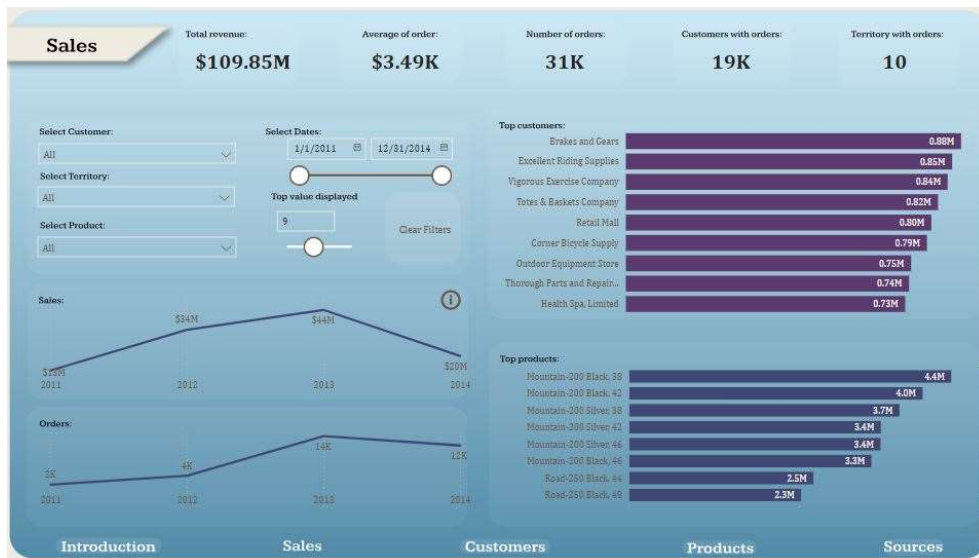 Sales
Total revenue:
$109.85M
Average of order:
$3.49K
Number of orders:
31K
Customers with orders:
19K
Territory with orders:
10
Select Customer:
All
Select Territory:
All
Select Product:
All
Select Dates:
1/1/2011
12/31/2014
Top value displayed
9
Clear Filters
Top customers:
Brakes and Gears 0.88M
Excellent Riding Supplies 0.85M
Vigorous Exercise Company 0.84M
Totes & Baskets Company 0.82M
Retail Mall 0.80M
Corner Bicycle Supply 0.79M
Outdoor Equipment Store 0.75M
Thorough Parts and Repair... 0.74M
Health Spa, Limited 0.73M
Sales:
$34M
$44M
$20M
2011 2012 2013 2014
Orders:
2K
4K
14K
12K
2011 2012 2013 2014
Top products:
Mountain-200 Black, 38 4.4M
Mountain-200 Black, 42 4.0M
Mountain-200 Silver, 38 3.7M
Mountain-200 Silver, 42 3.4M
Mountain-200 Silver, 46 3.4M
Mountain-200 Black, 46 3.3M
Road-250 Black, 44 2.5M
Road-250 Black, 48 2.3M
Introduction Sales Customers Products Sources